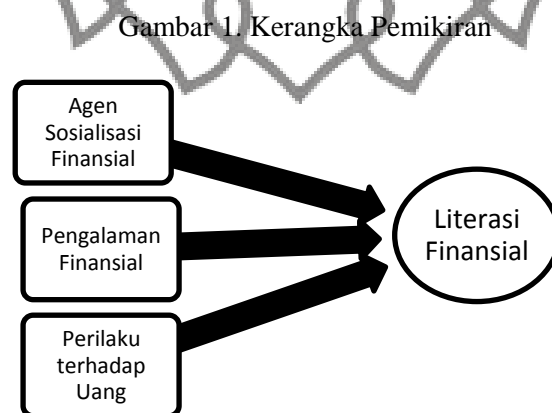 Gambar 1. Kerangka Pemikiran
Agen
Sosialisasi
Finansial
Pengalaman
Finansial
Perilaku
terhadap
Uang
Literasi
Finansial